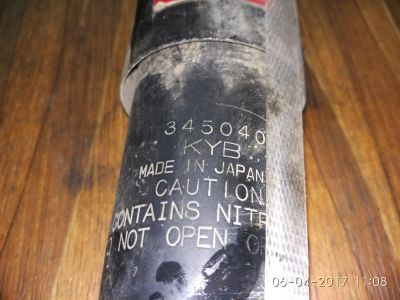 345040
KYB
MADE IN JAPAN
CAUTION
CONTAINS NIT
NOT OPEN
06-04-2017 11:08